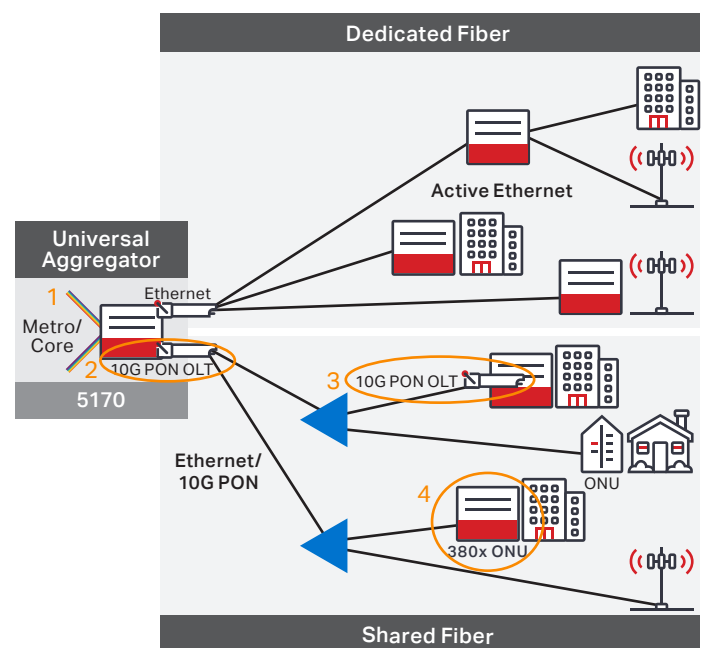 Dedicated Fiber
Active Ethernet
Universal
Aggregator
1
Ethernet
Metro/
Core
2
10G PON OLT
5170
3
10G PON OLT
Ethernet/
10G PON
ONU
4
380x ONU
Shared Fiber